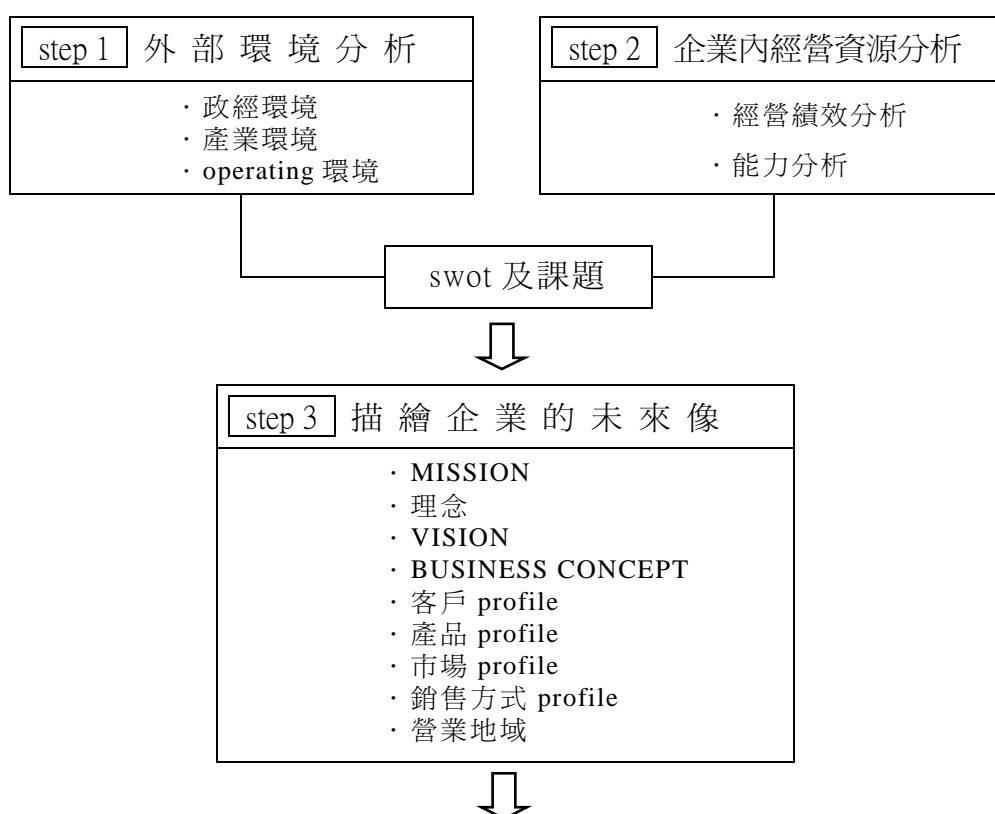 step 1 外部環境分析
· 政經環境
· 產業環境
· operating 環境
step 2 企業內經營資源分析
· 經營績效分析
· 能力分析
swot 及課題
step 3 描繪企業的未來像
· MISSION
· 理念
· VISION
· BUSINESS CONCEPT
· 客戶 profile
· 產品 profile
· 市場 profile
· 銷售方式 profile
· 營業地域